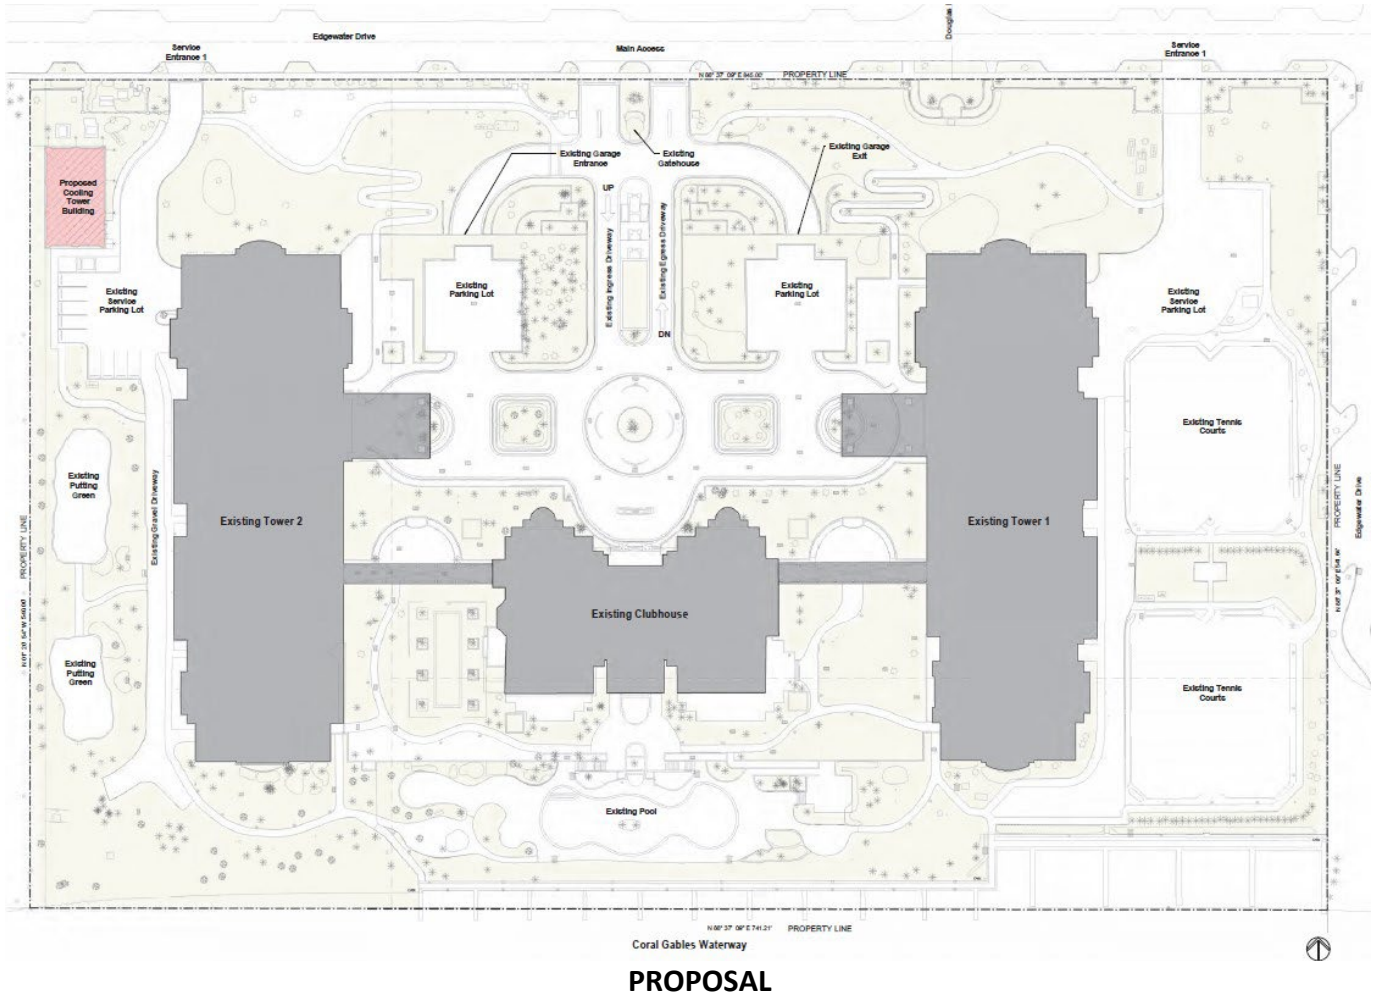 Edgewater Drive
Service
Entrance 1
Main Access
Douglas
Service
Entrance 1
PROPERTY LINE
Proposed
Cooling
Tower
Building
Existing Garage
Entrance
Existing
Gatehouse
Existing Garage
Exit
UP
Existing Ingress Driveway
Existing Egress Driveway
DN
Existing
Service
Parking Lot
Existing
Parking Lot
Existing
Parking Lot
Existing
Service
Parking Lot
Existing Tennis
Courts
Existing
Putting
Green
Existing Gravel Driveway
Existing Tower 2
Existing Tower 1
PROPERTY LINE
PROPERTY LINE
Edgewater Drive
Existing Clubhouse
Existing
Putting
Green
Existing Tennis
Courts
Existing Pool
PROPERTY LINE
Coral Gables Waterway
PROPOSAL